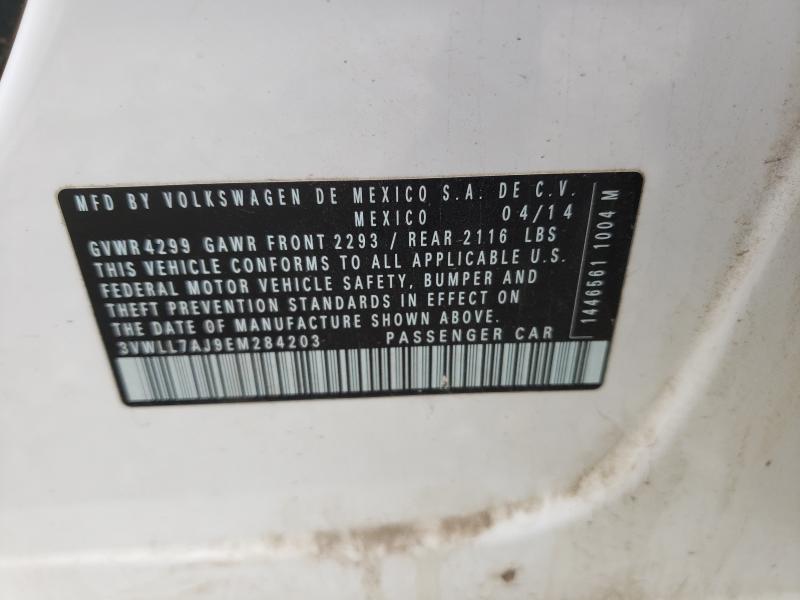 MFD BY VOLKSWAGEN DE MEXICO S.A. DE C.V.
MEXICO 04/14
GVWR 4299 GAWR FRONT 2293 / REAR 2116 LBS
THIS VEHICLE CONFORMS TO ALL APPLICABLE U.S.
FEDERAL MOTOR VEHICLE SAFETY, BUMPER AND
THEFT PREVENTION STANDARDS IN EFFECT ON
THE DATE OF MANUFACTURE SHOWN ABOVE.
3VWLL7AJ9EM284203 PASSENGER CAR
1446561 1004 M